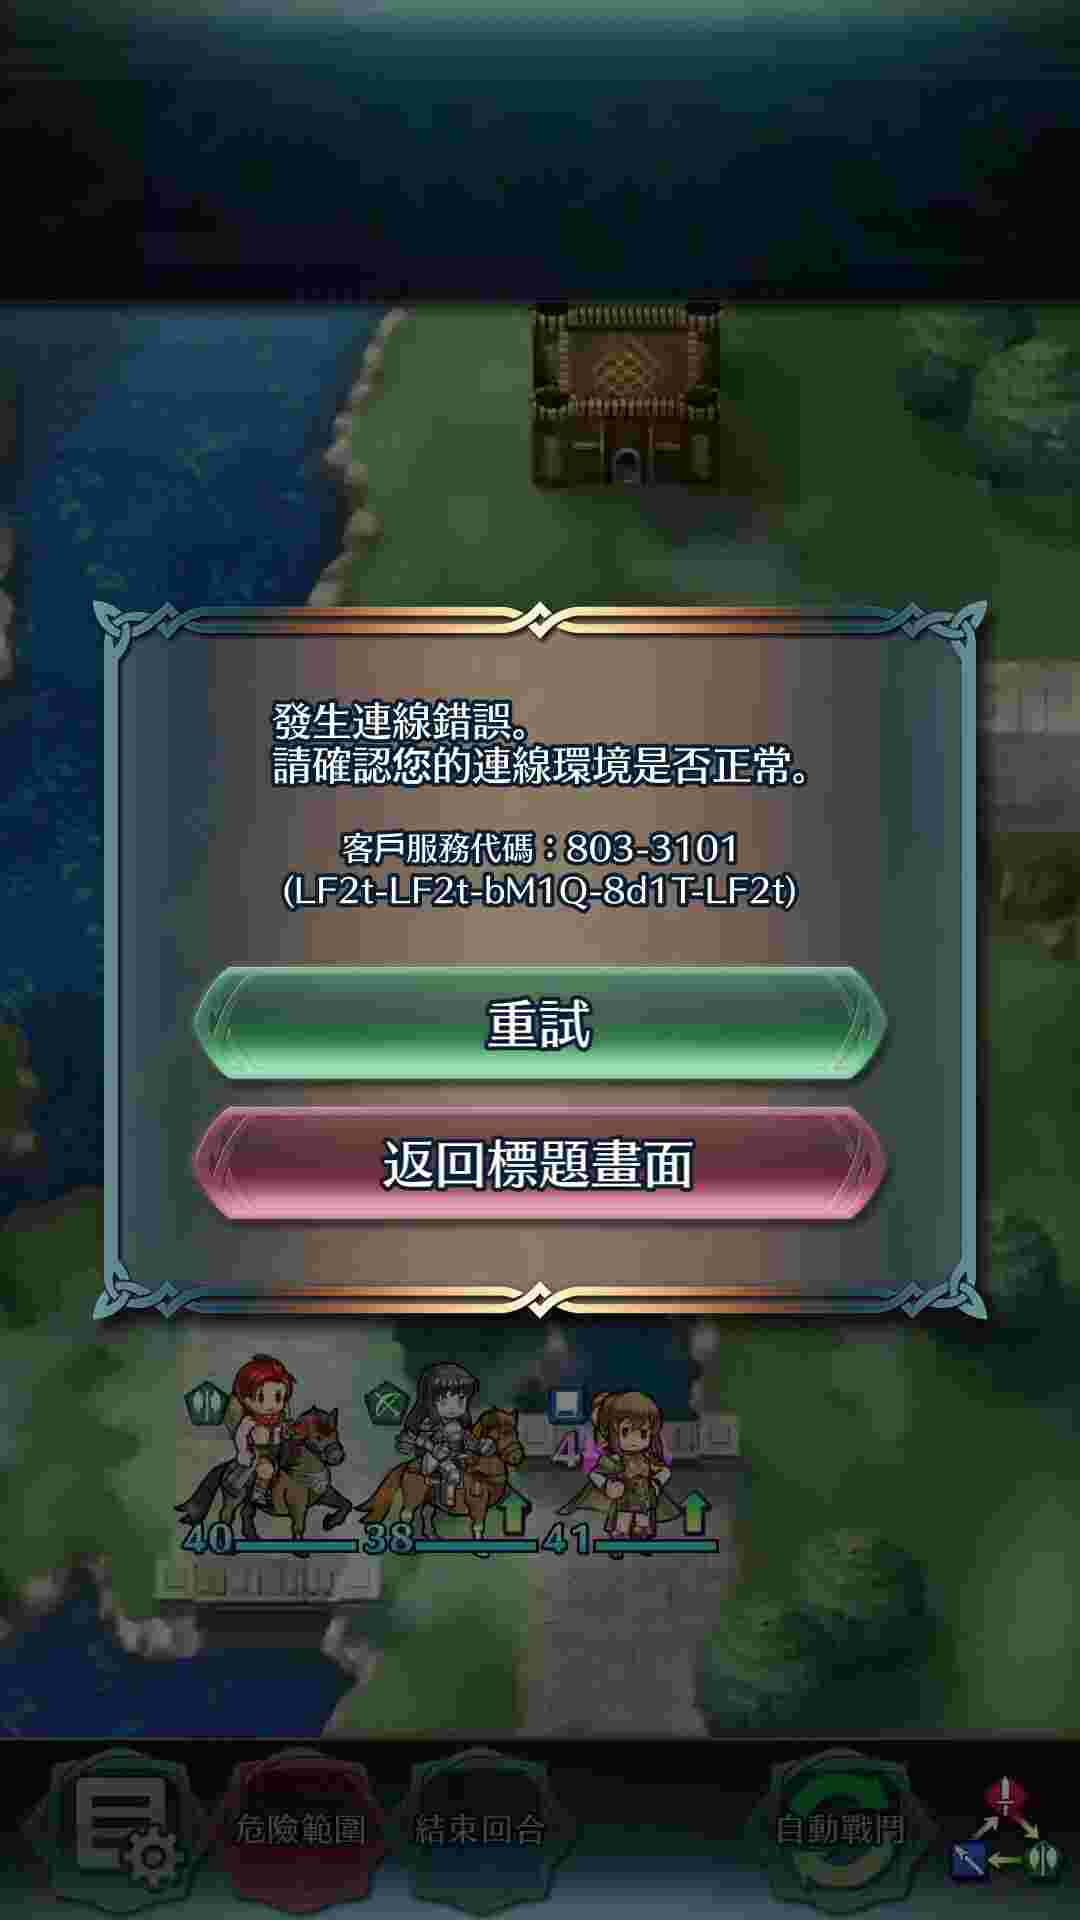 發生連線錯誤。
請確認您的連線環境是否正常。
客戶服務代碼：803-3101
(LF2t-LF2t-bM1Q-8d1T-LF2t)
重試
返回標題畫面
4
40
38
41
危險範圍
結束回合
自動戰鬥